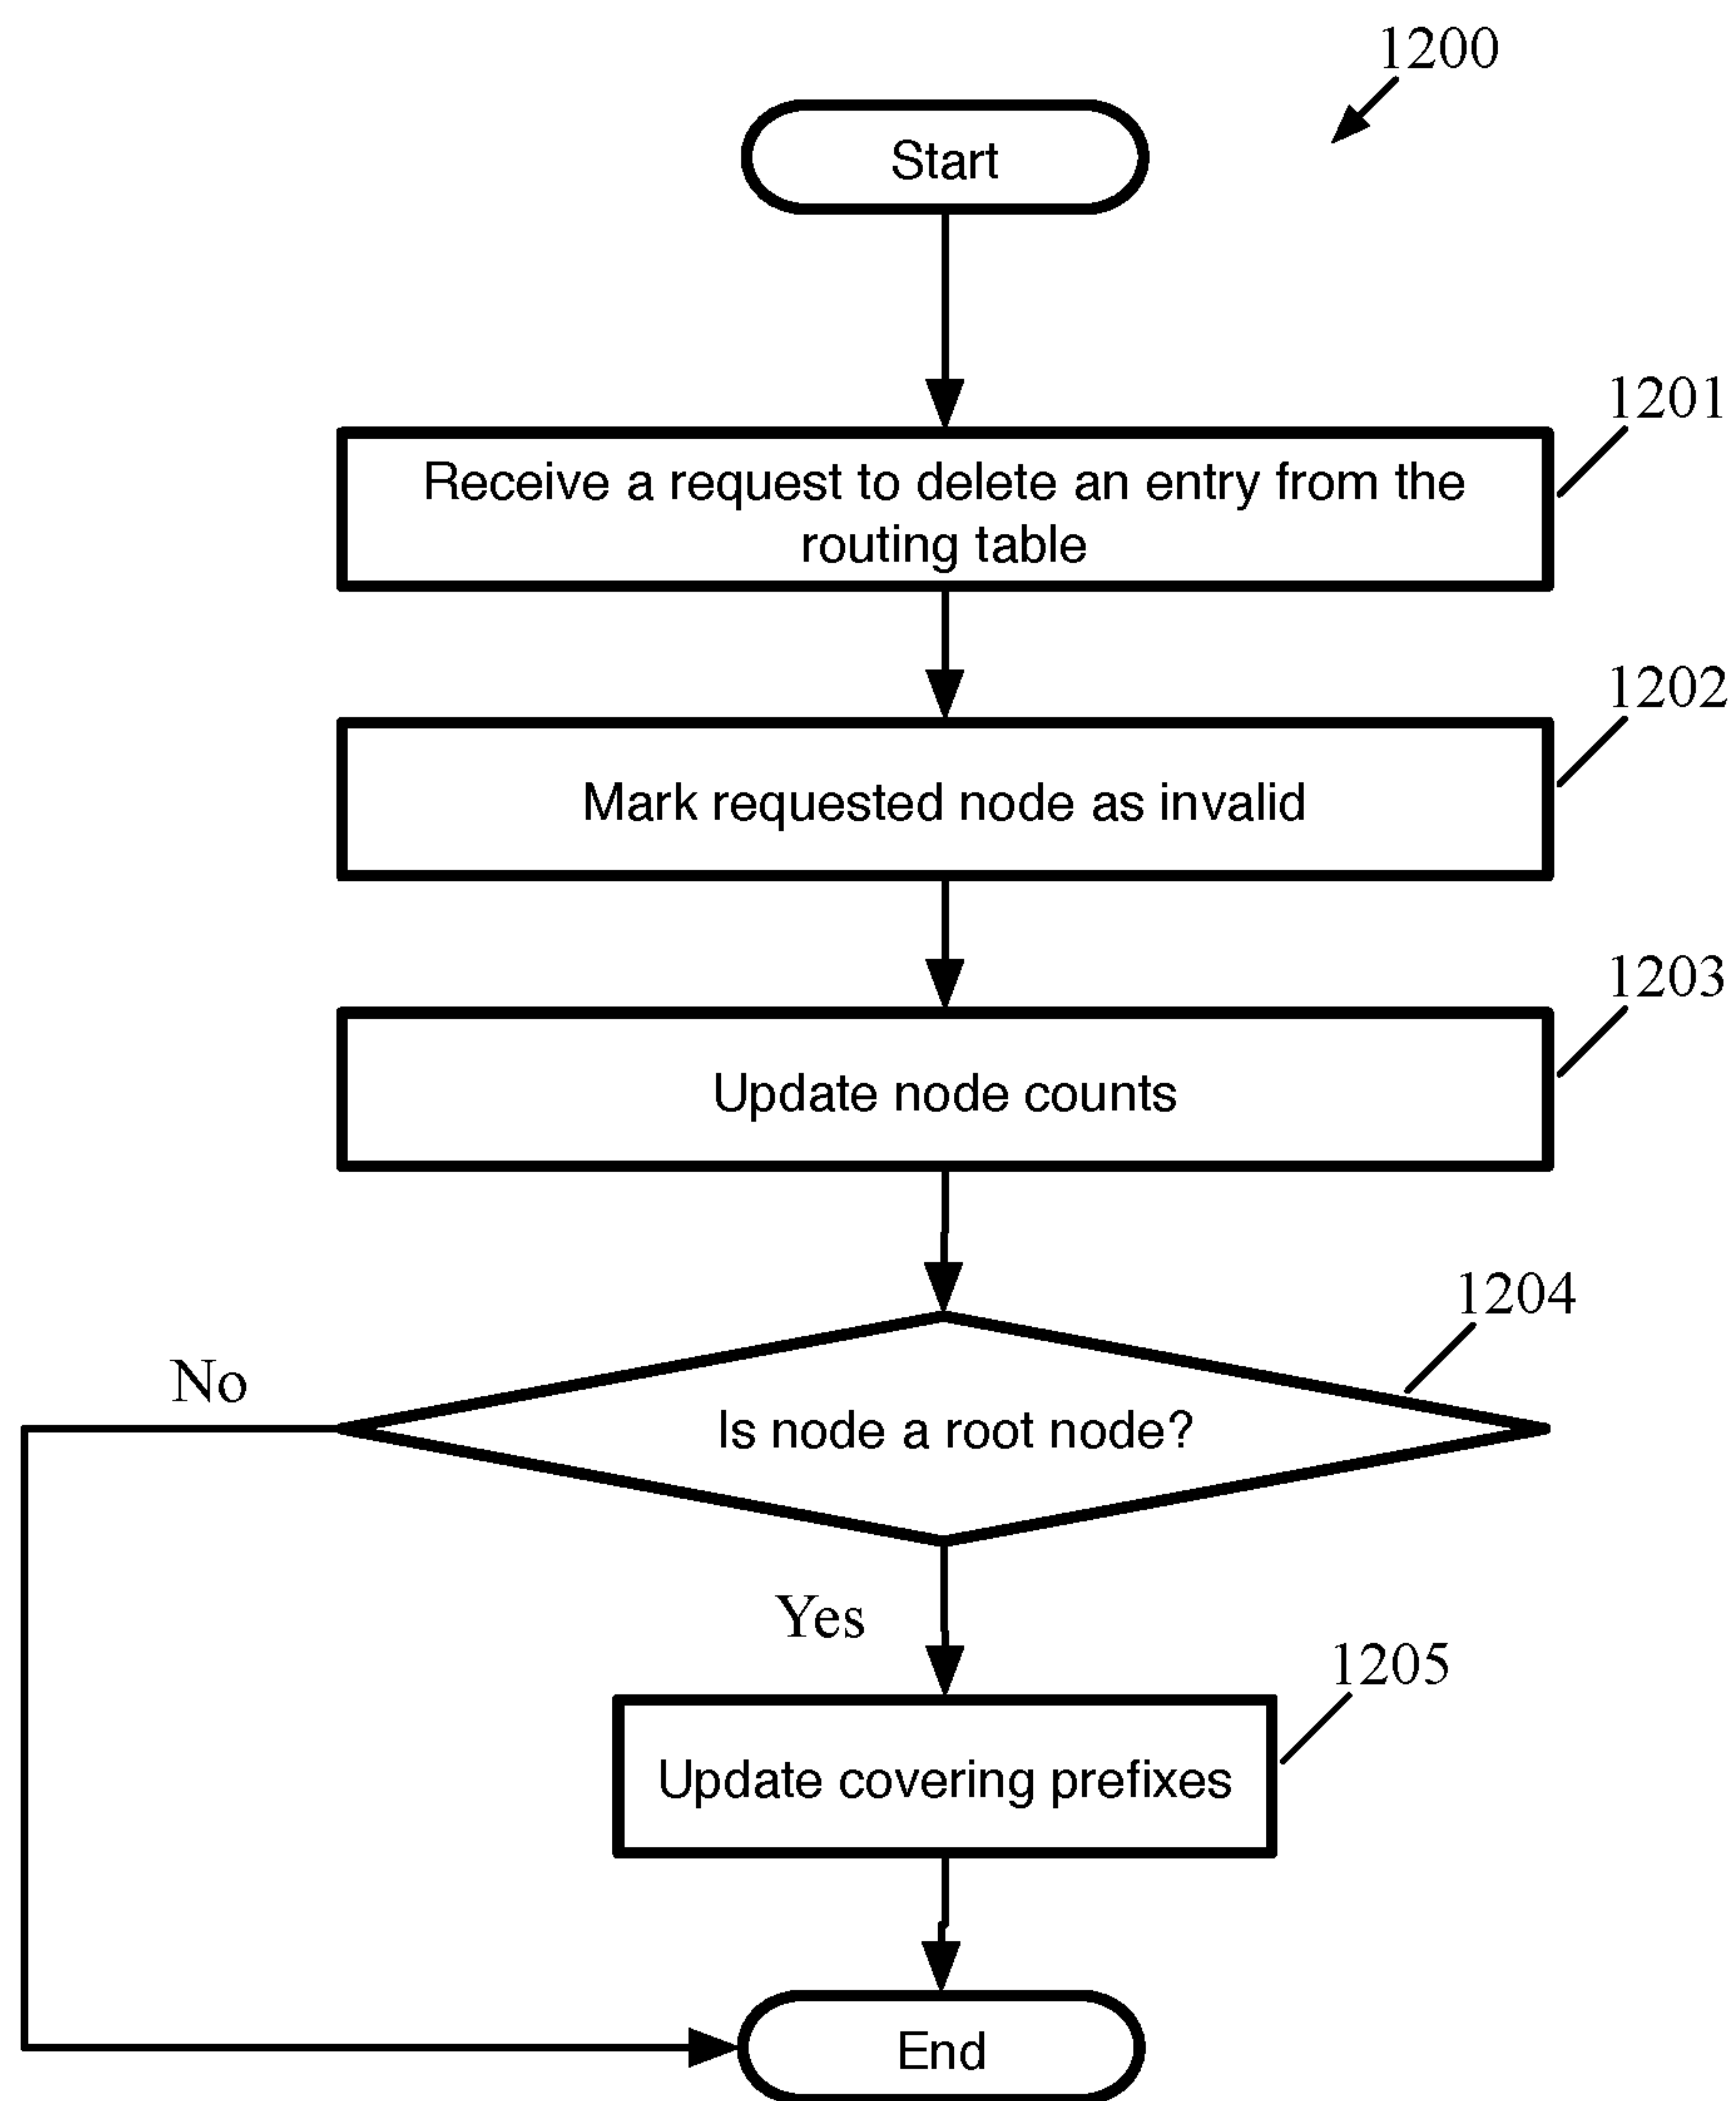 1200
Start
1201
Receive a request to delete an entry from the
routing table
1202
Mark requested node as invalid
1203
Update node counts
1204
No
Is node a root node?
Yes
1205
Update covering prefixes
End